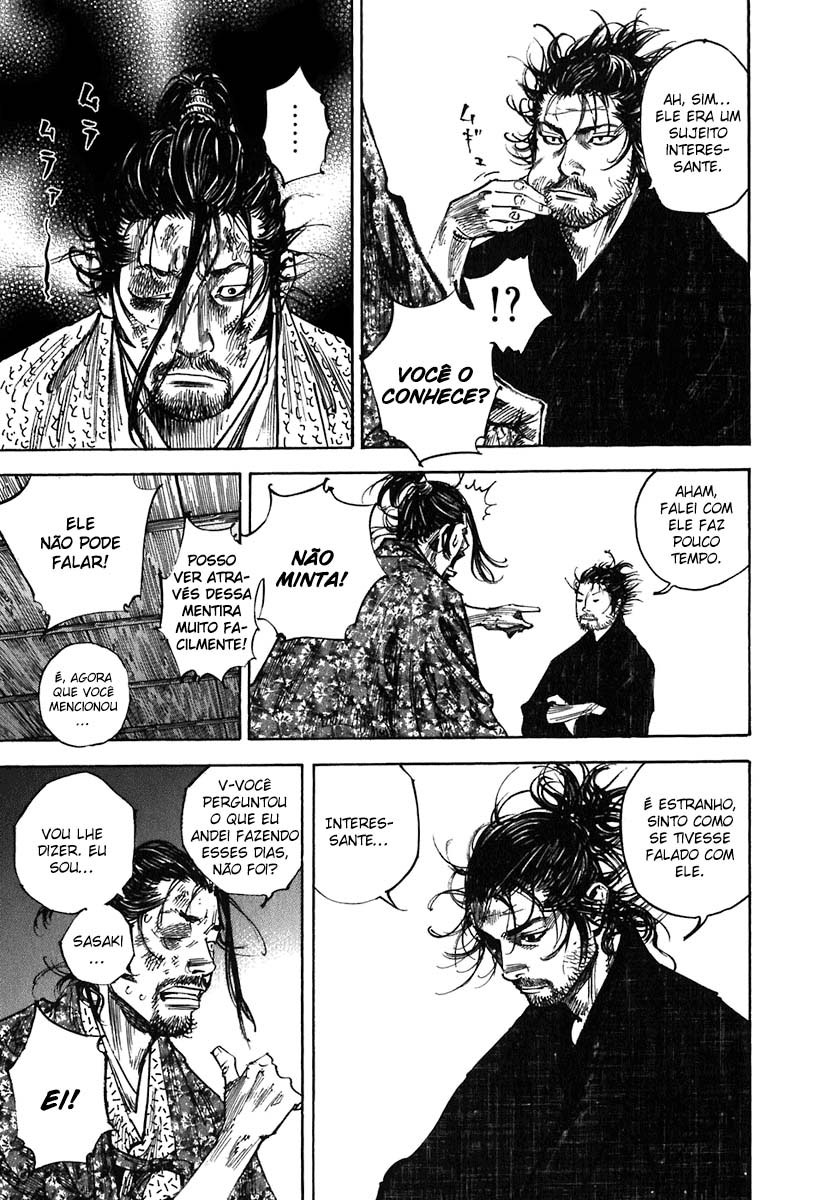 AH, SIM...
ELE ERA UM
SUJEITO
INTERES-
SANTE.
ムギュ
!?
VOCÊ O
CONHECE?
......
ムラ
ムラァー
AHAM,
FALEI COM
ELE FAZ
POUCO
TEMPO.
NÃO
MINTA!
POSSO
VER ATRA-
VÉS DESSA
MENTIRA
MUITO FA-
CILMENTE!
ELE
NÃO PODE
FALAR!
É, AGORA
QUE VOCÊ
MENCIONOU
...
É ESTRANHO,
SINTO COMO
SE TIVESSE
FALADO COM
ELE.
INTERES-
SANTE...
V-VOCÊ
PERGUNTOU
O QUE EU
ANDEI FAZENDO
ESSES DIAS,
NÃO FOI?
VOU LHE
DIZER. EU
SOU...
SASAKI
...
EI!